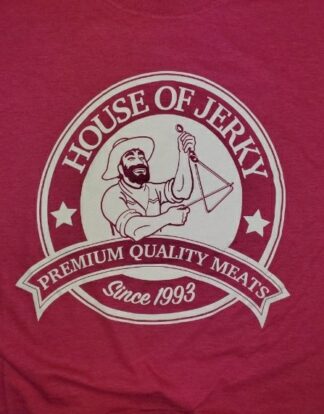 HOUSE OF JERKY
PREMIUM QUALITY MEATS
Since 1993